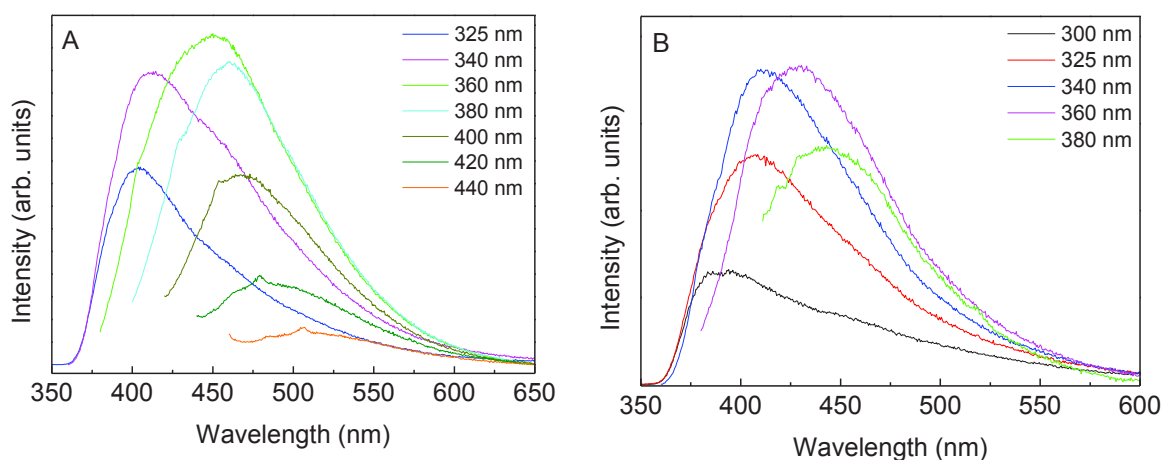 A
325 nm
340 nm
360 nm
380 nm
400 nm
420 nm
440 nm
Intensity (arb. units)
350 400 450 500 550 600 650
Wavelength (nm)
B
300 nm
325 nm
340 nm
360 nm
380 nm
Intensity (arb. units)
350 400 450 500 550 600
Wavelength (nm)